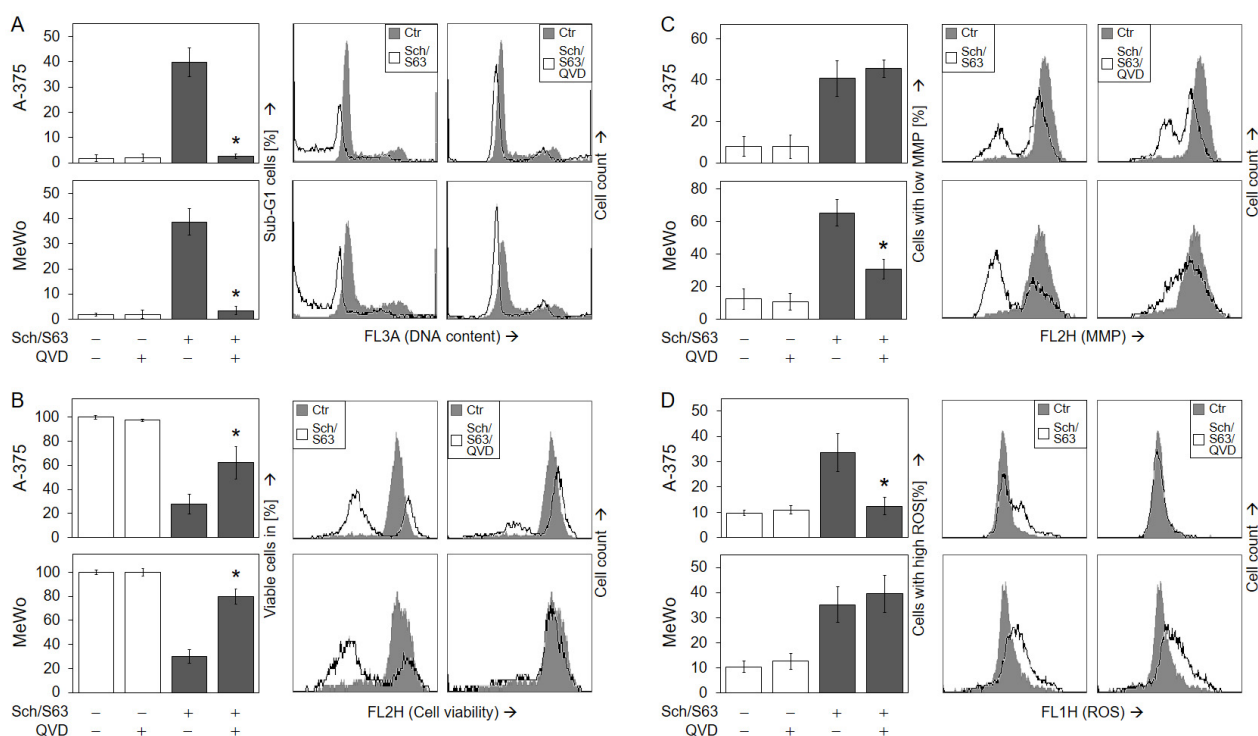 A
A-375
50
40
30
20
10
0
Sub-G1 cells [%] →
Ctr
Sch/
S63
Ctr
Sch/
S63/
QVD
Cell count →
MeWo
50
40
30
20
10
0
*
*
Sch/S63 – – + +
QVD – + – +
FL3A (DNA content) →
B
A-375
100
80
60
40
20
0
*
Viable cells in [%] →
Ctr
Sch/
S63
Ctr
Sch/
S63/
QVD
Cell count →
MeWo
100
80
60
40
20
0
*
Sch/S63 – – + +
QVD – + – +
FL2H (Cell viability) →
C
A-375
60
40
20
0
Cells with low MMP [%] →
Ctr
Sch/
S63
Ctr
Sch/
S63/
QVD
Cell count →
MeWo
80
60
40
20
0
*
Sch/S63 – – + +
QVD – + – +
FL2H (MMP) →
D
A-375
50
40
30
20
10
0
*
Cells with high ROS[%] →
Ctr
Sch/
S63
Ctr
Sch/
S63/
QVD
Cell count →
MeWo
50
40
30
20
10
0
Sch/S63 – – + +
QVD – + – +
FL1H (ROS) →